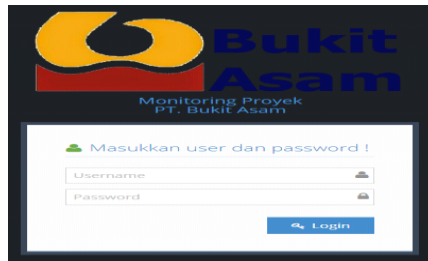 Bukit
Asam
Monitoring Proyek
PT. Bukit Asam
Masukkan user dan password !
Username
Password
Login